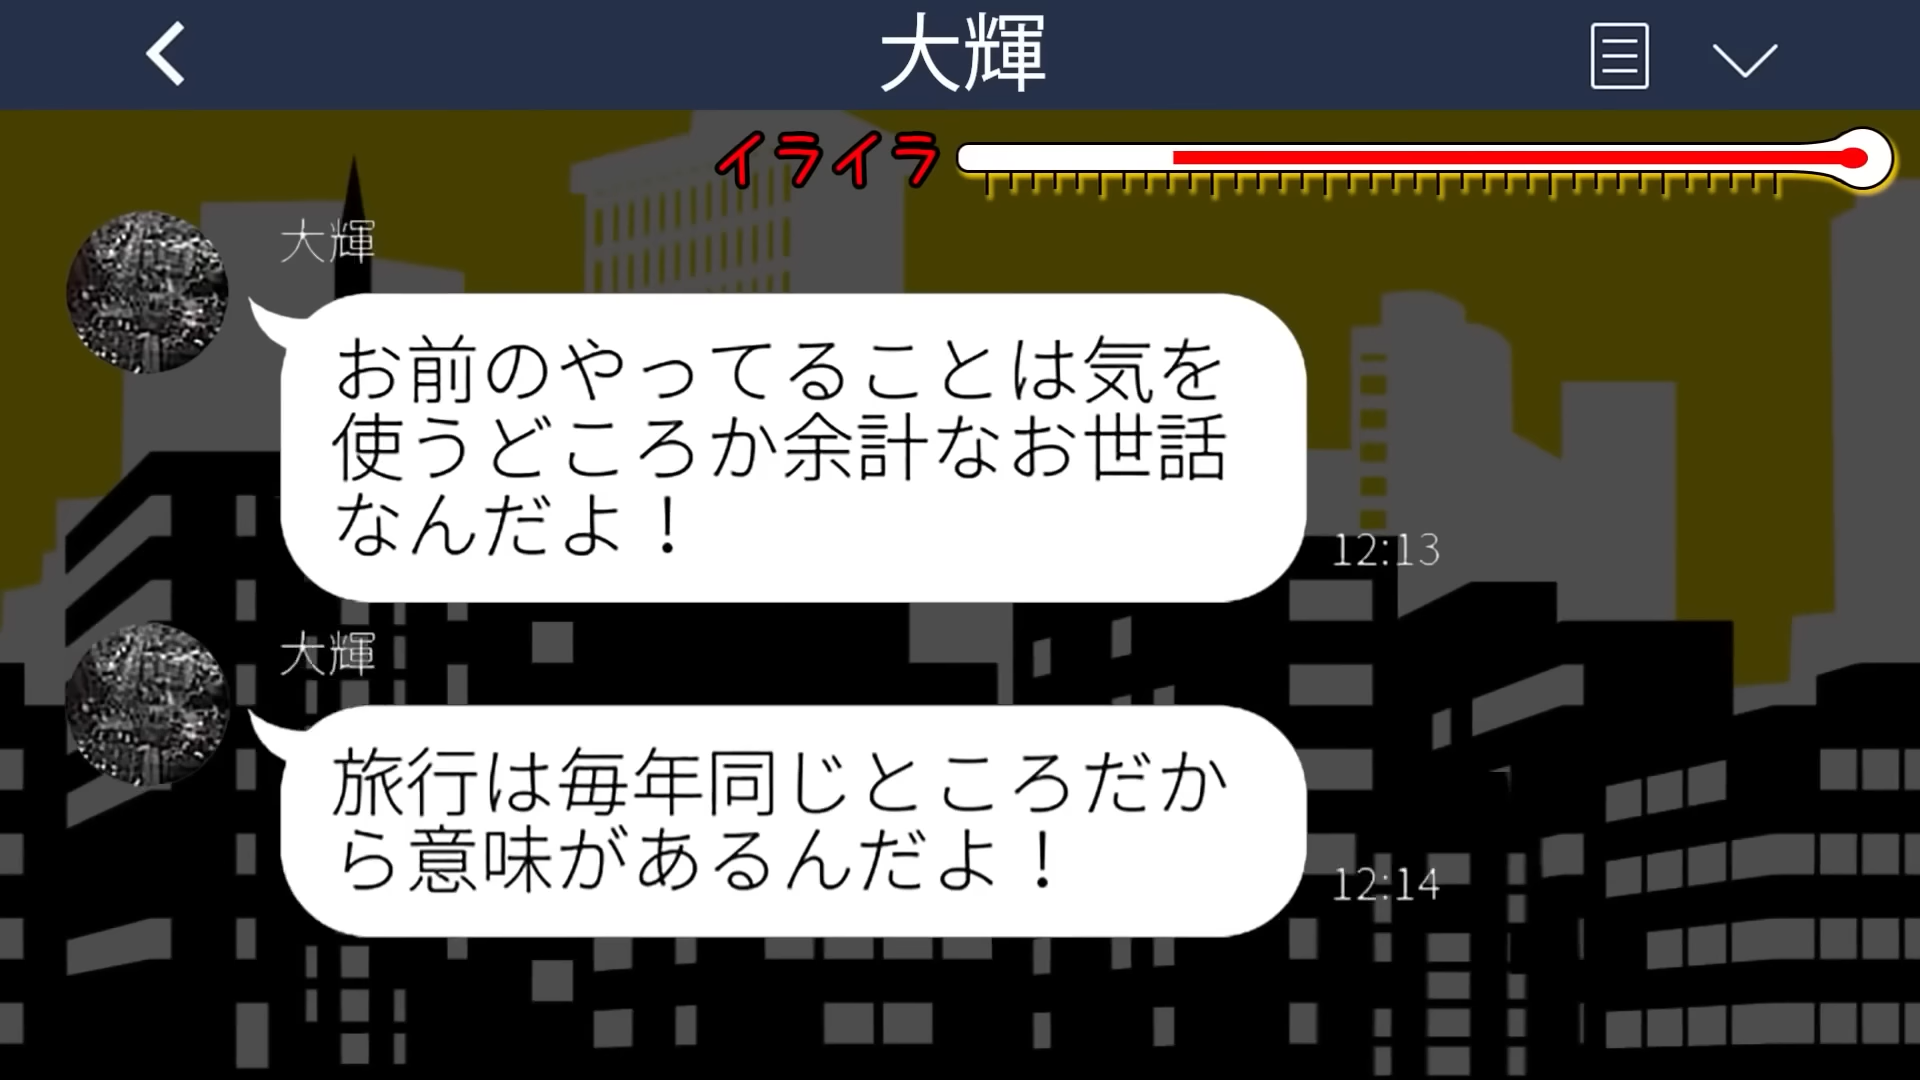 大輝
イライラ
大輝
お前のやってることは気を
使うどころか余計なお世話
なんだよ！
12:13
大輝
旅行は毎年同じところだか
ら意味があるんだよ！
12:14